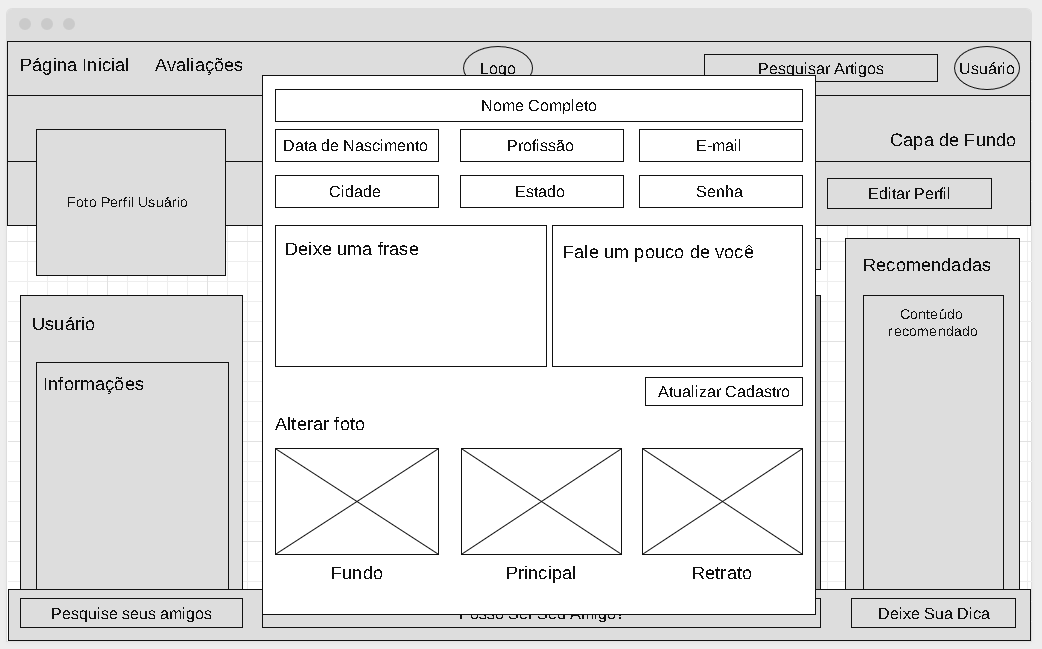 Página Inicial
Avaliações
Logo
Pesquisar Artigos
Usuário
Capa de Fundo
Foto Perfil Usuário
Editar Perfil
Nome Completo
Data de Nascimento
Profissão
E-mail
Cidade
Estado
Senha
Deixe uma frase
Fale um pouco de você
Atualizar Cadastro
Alterar foto
Fundo
Principal
Retrato
Usuário
Informações
Recomendadas
Conteúdo
recomendado
Pesquise seus amigos
Posso Ser Seu Amigo?
Deixe Sua Dica